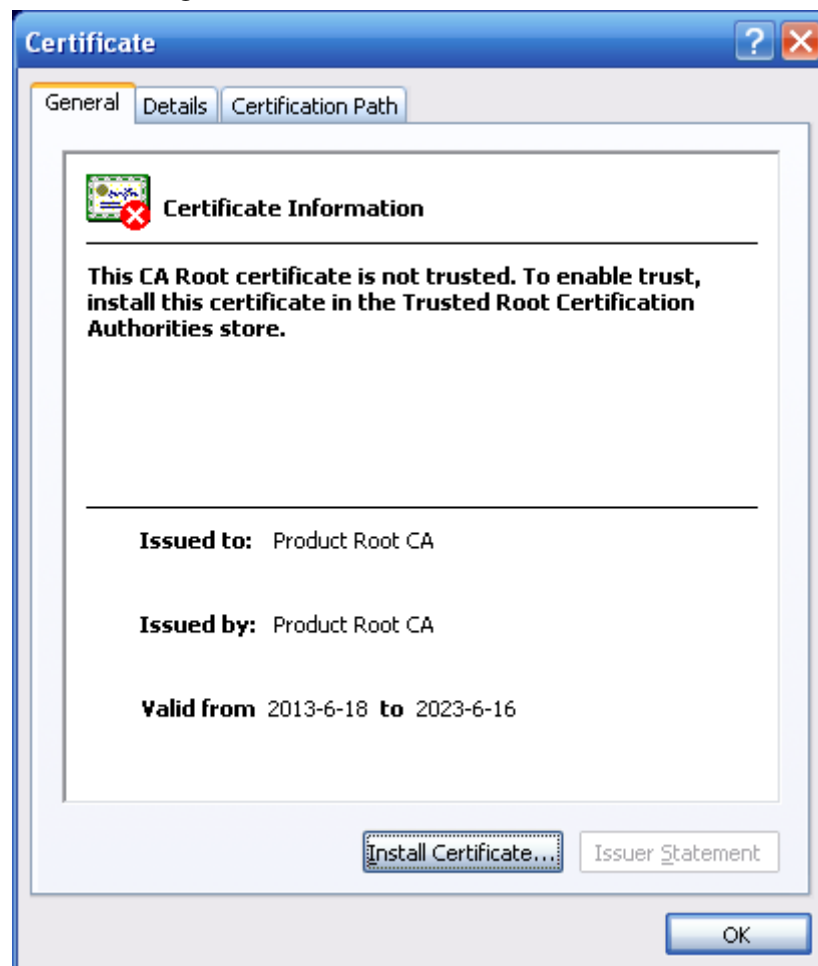 Certificate
General Details Certification Path
Certificate Information
This CA Root certificate is not trusted. To enable trust,
install this certificate in the Trusted Root Certification
Authorities store.
Issued to: Product Root CA
Issued by: Product Root CA
Valid from 2013-6-18 to 2023-6-16
Install Certificate... Issuer Statement
OK